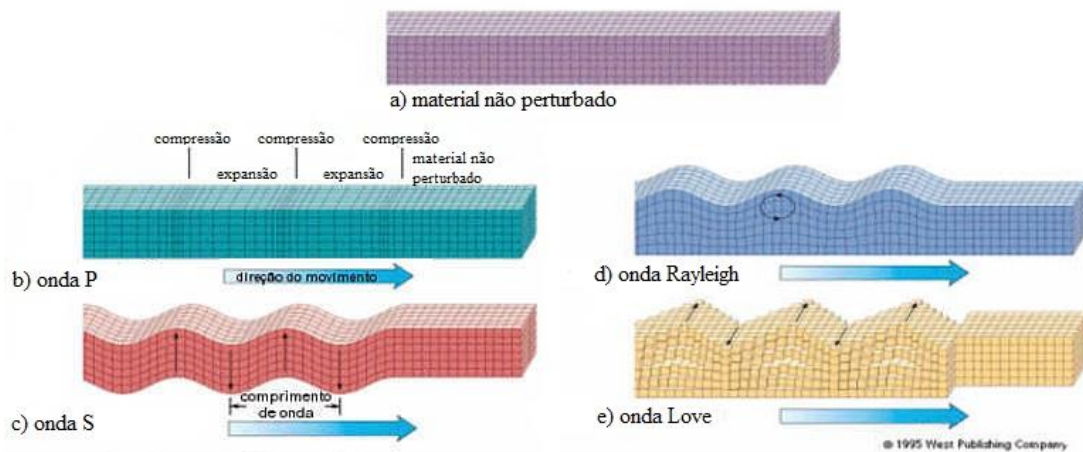 a) material não perturbado
compressão
compressão
compressão
expansão
expansão
material não
perturbado
b) onda P
direção do movimento
d) onda Rayleigh
comprimento
de onda
c) onda S
e) onda Love
© 1995 West Publishing Company